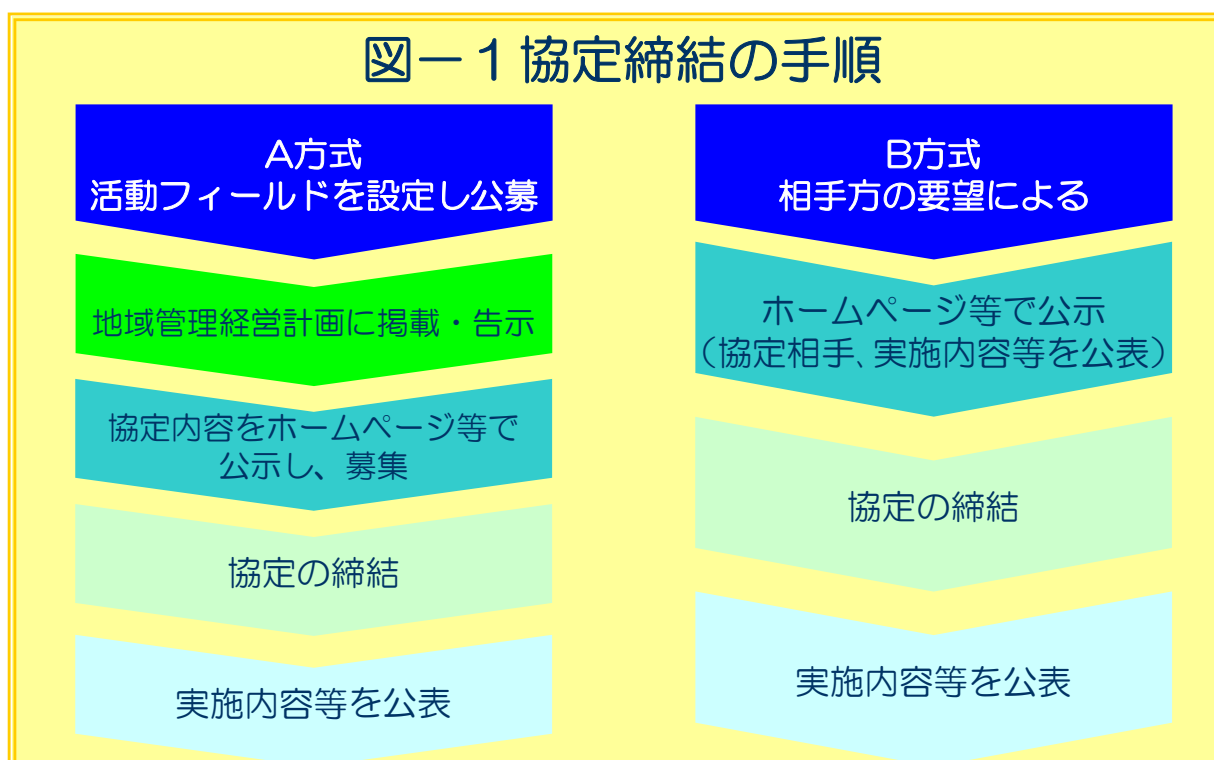 図－１協定締結の手順
A方式
活動フィールドを設定し公募
地域管理経営計画に掲載・告示
協定内容をホームページ等で
公示し、募集
協定の締結
実施内容等を公表
B方式
相手方の要望による
ホームページ等で公示
（協定相手、実施内容等を公表）
協定の締結
実施内容等を公表